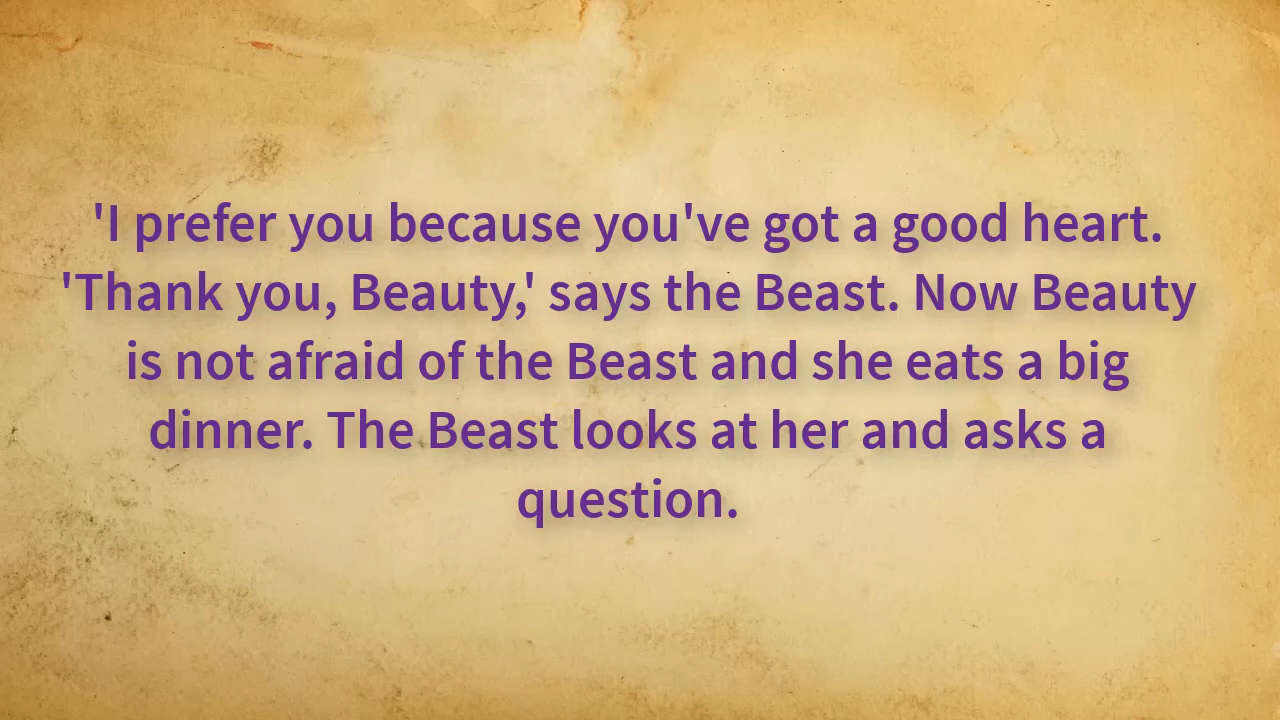 'I prefer you because you've got a good heart.
'Thank you, Beauty,' says the Beast. Now Beauty
is not afraid of the Beast and she eats a big
dinner. The Beast looks at her and asks a
question.